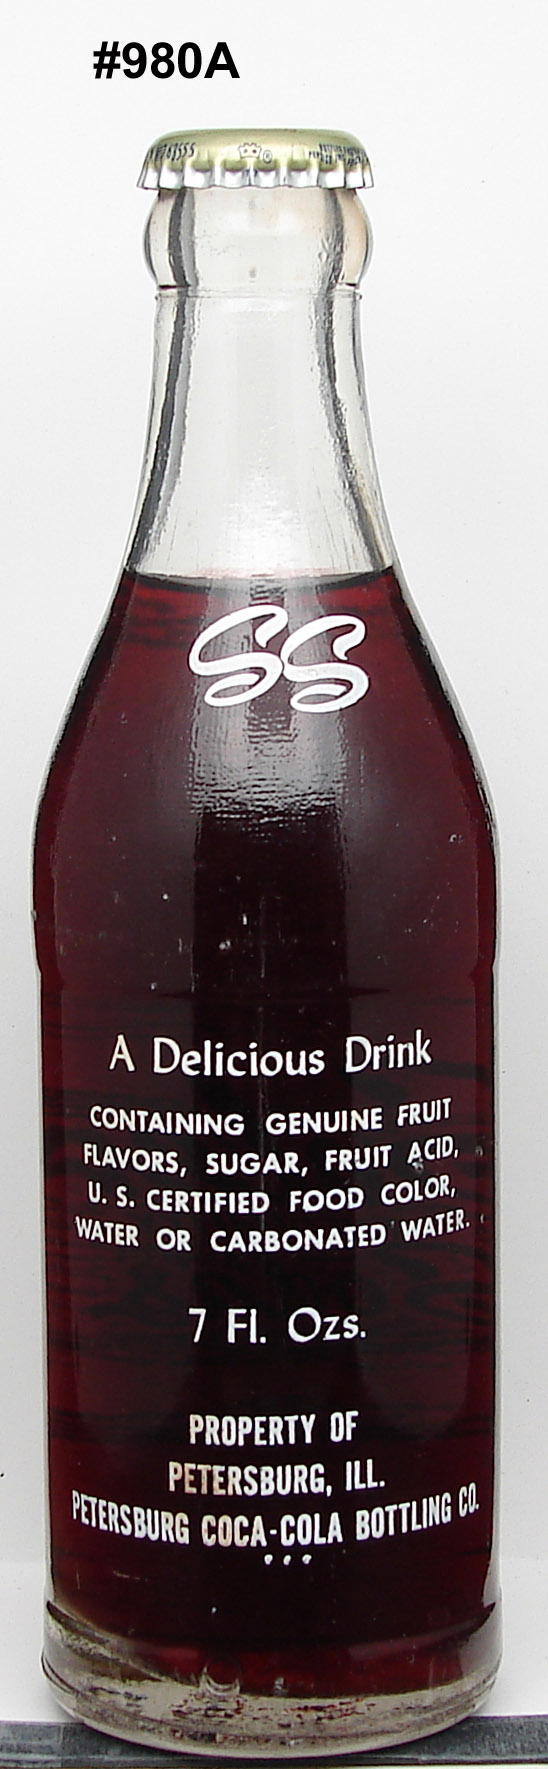 #980A
SS
A Delicious Drink
CONTAINING GENUINE FRUIT
FLAVORS, SUGAR, FRUIT ACID,
U. S. CERTIFIED FOOD COLOR,
WATER OR CARBONATED WATER.
7 Fl. Ozs.
PROPERTY OF
PETERSBURG, ILL.
PETERSBURG COCA-COLA BOTTLING CO.